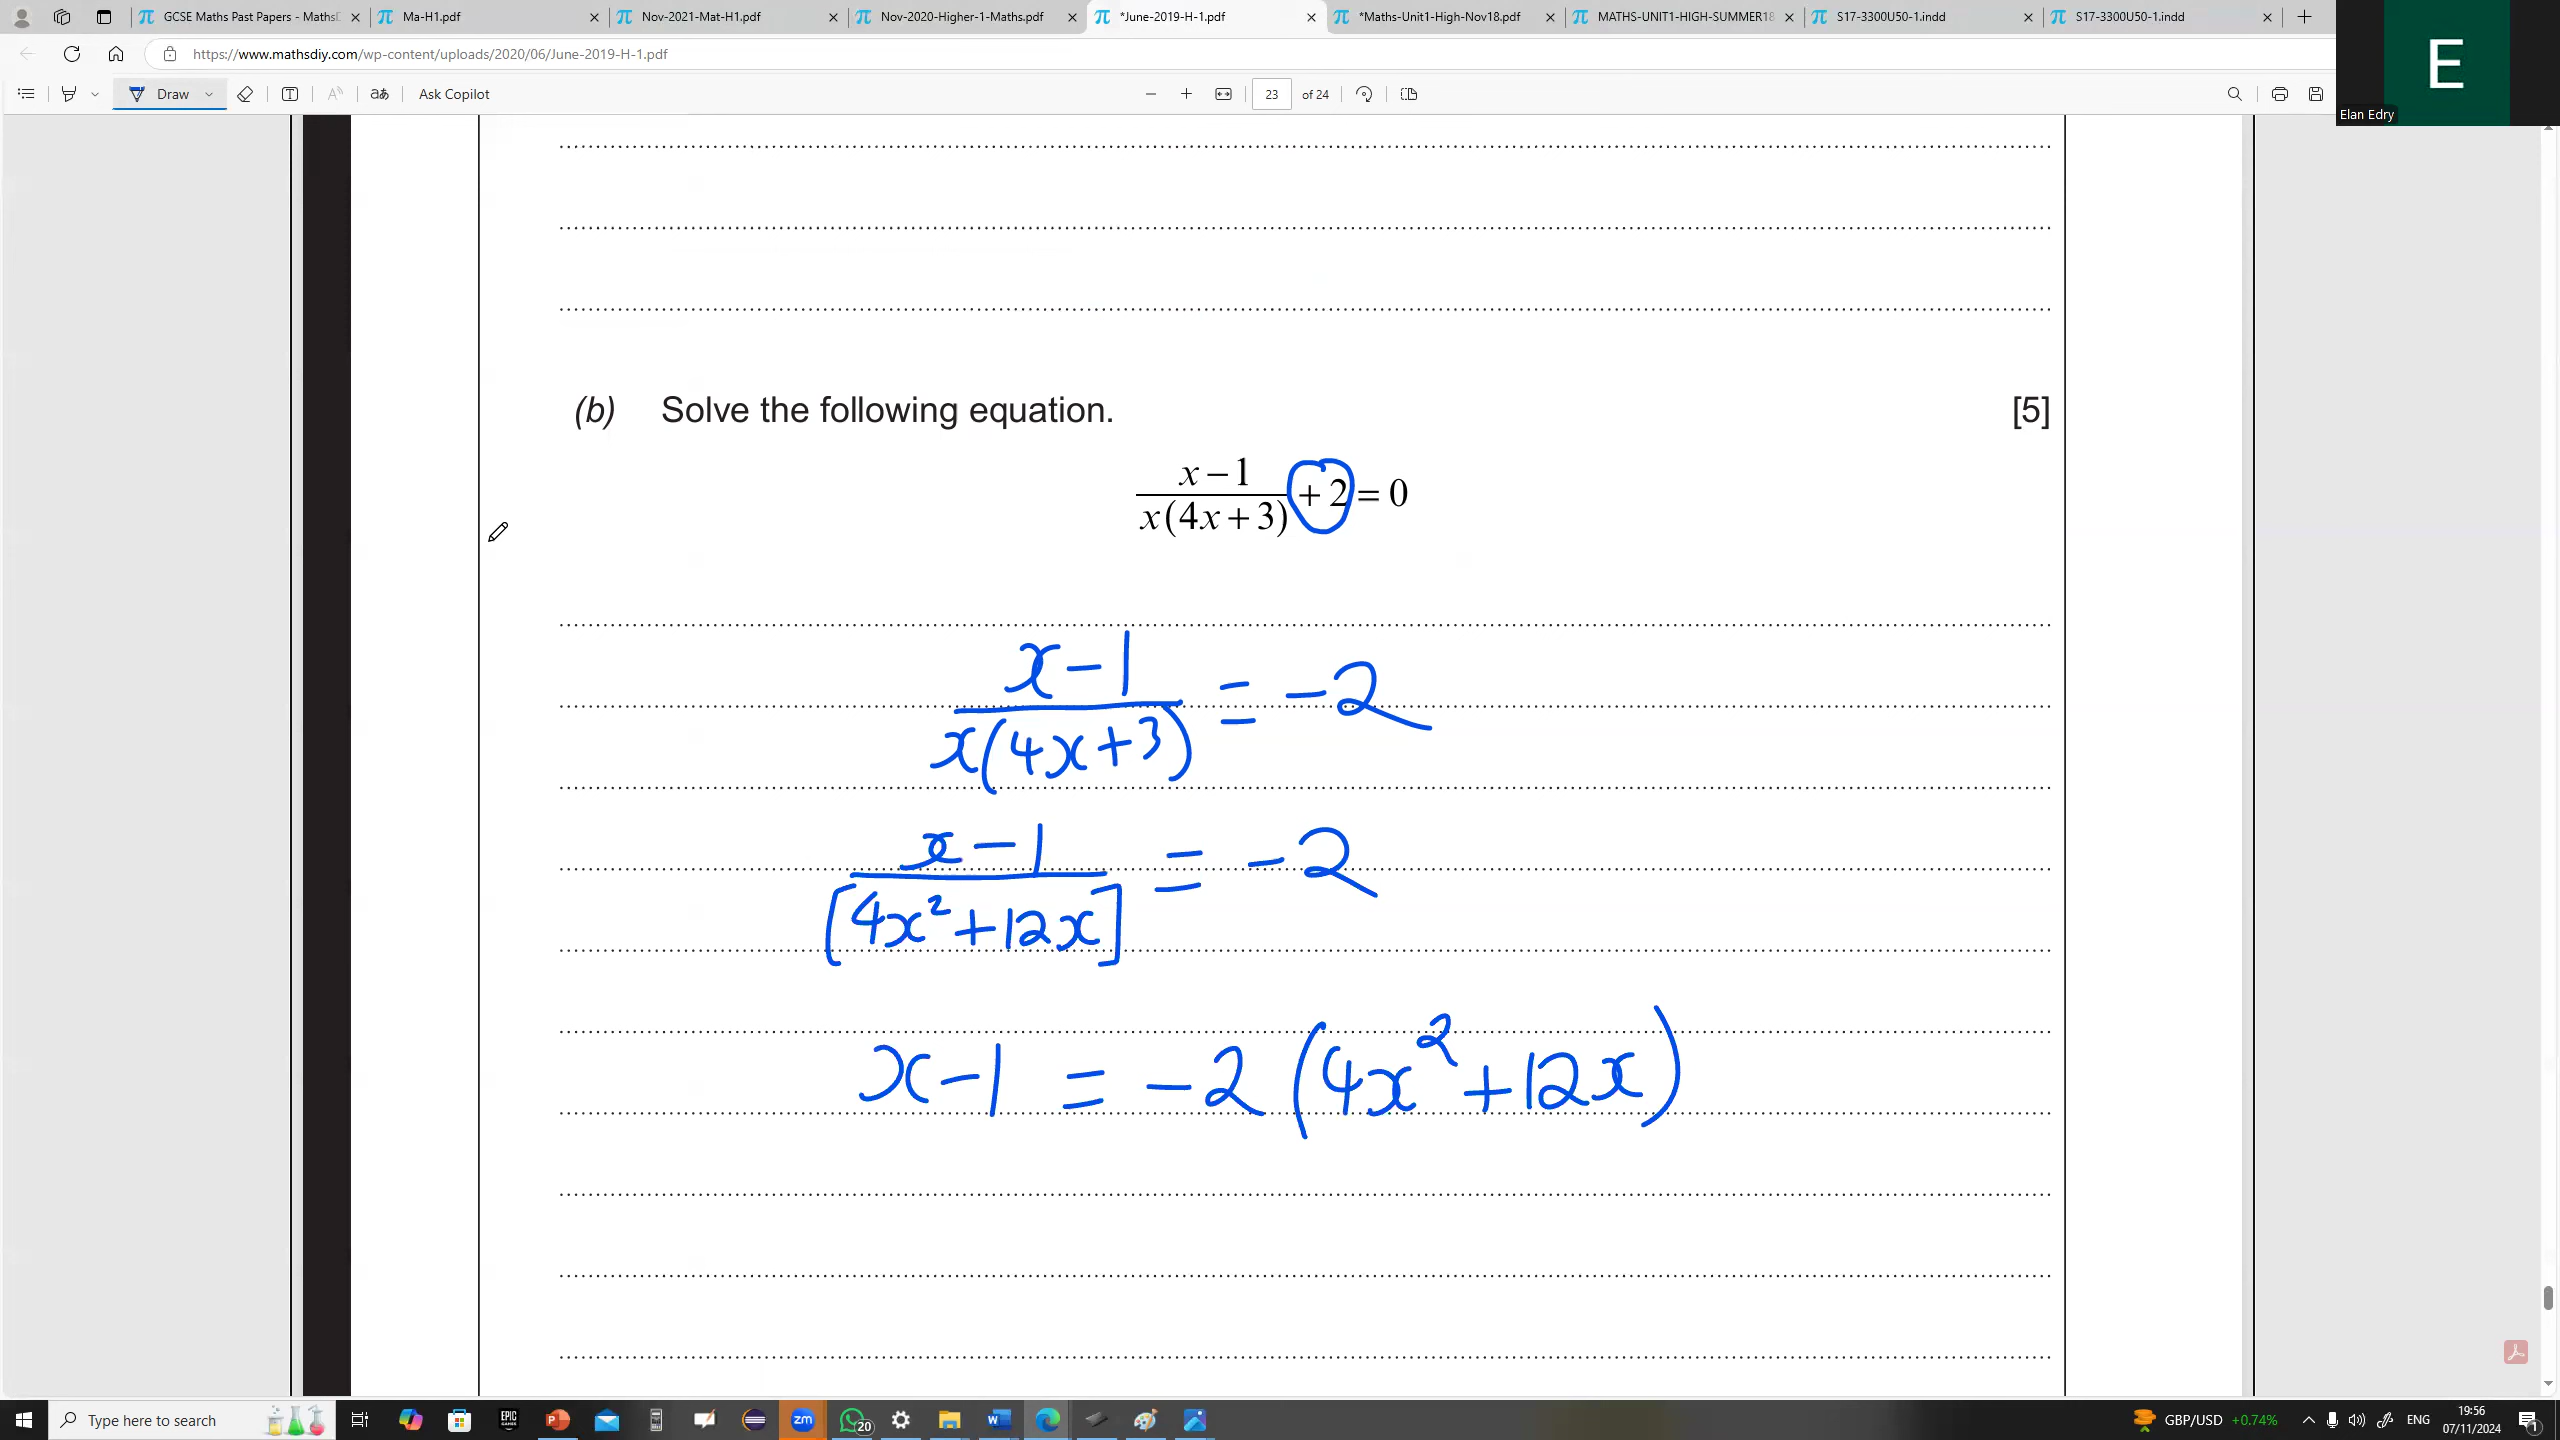 GCSE Maths Past Papers - MathsD Ma-H1.pdf Nov-2021-Mat-H1.pdf Nov-2020-Higher-1-Maths.pdf *June-2019-H-1.pdf *Maths-Unit1-High-Nov18.pdf MATHS-UNIT1-HIGH-SUMMER18 S17-3300U50-1.indd S17-3300U50-1.indd
https://www.mathsdiy.com/wp-content/uploads/2020/06/June-2019-H-1.pdf
Draw Ask Copilot 23 of 24
E
Elan Edry
(b) Solve the following equation. [5]
x − 1
x(4x + 3) + 2 = 0
x − 1
x(4x+3) = −2
x − 1
[4x²+12x] = −2
x − 1 = −2 (4x² + 12x)
Type here to search
20
GBP/USD +0.74% ENG 19:56
07/11/2024
1